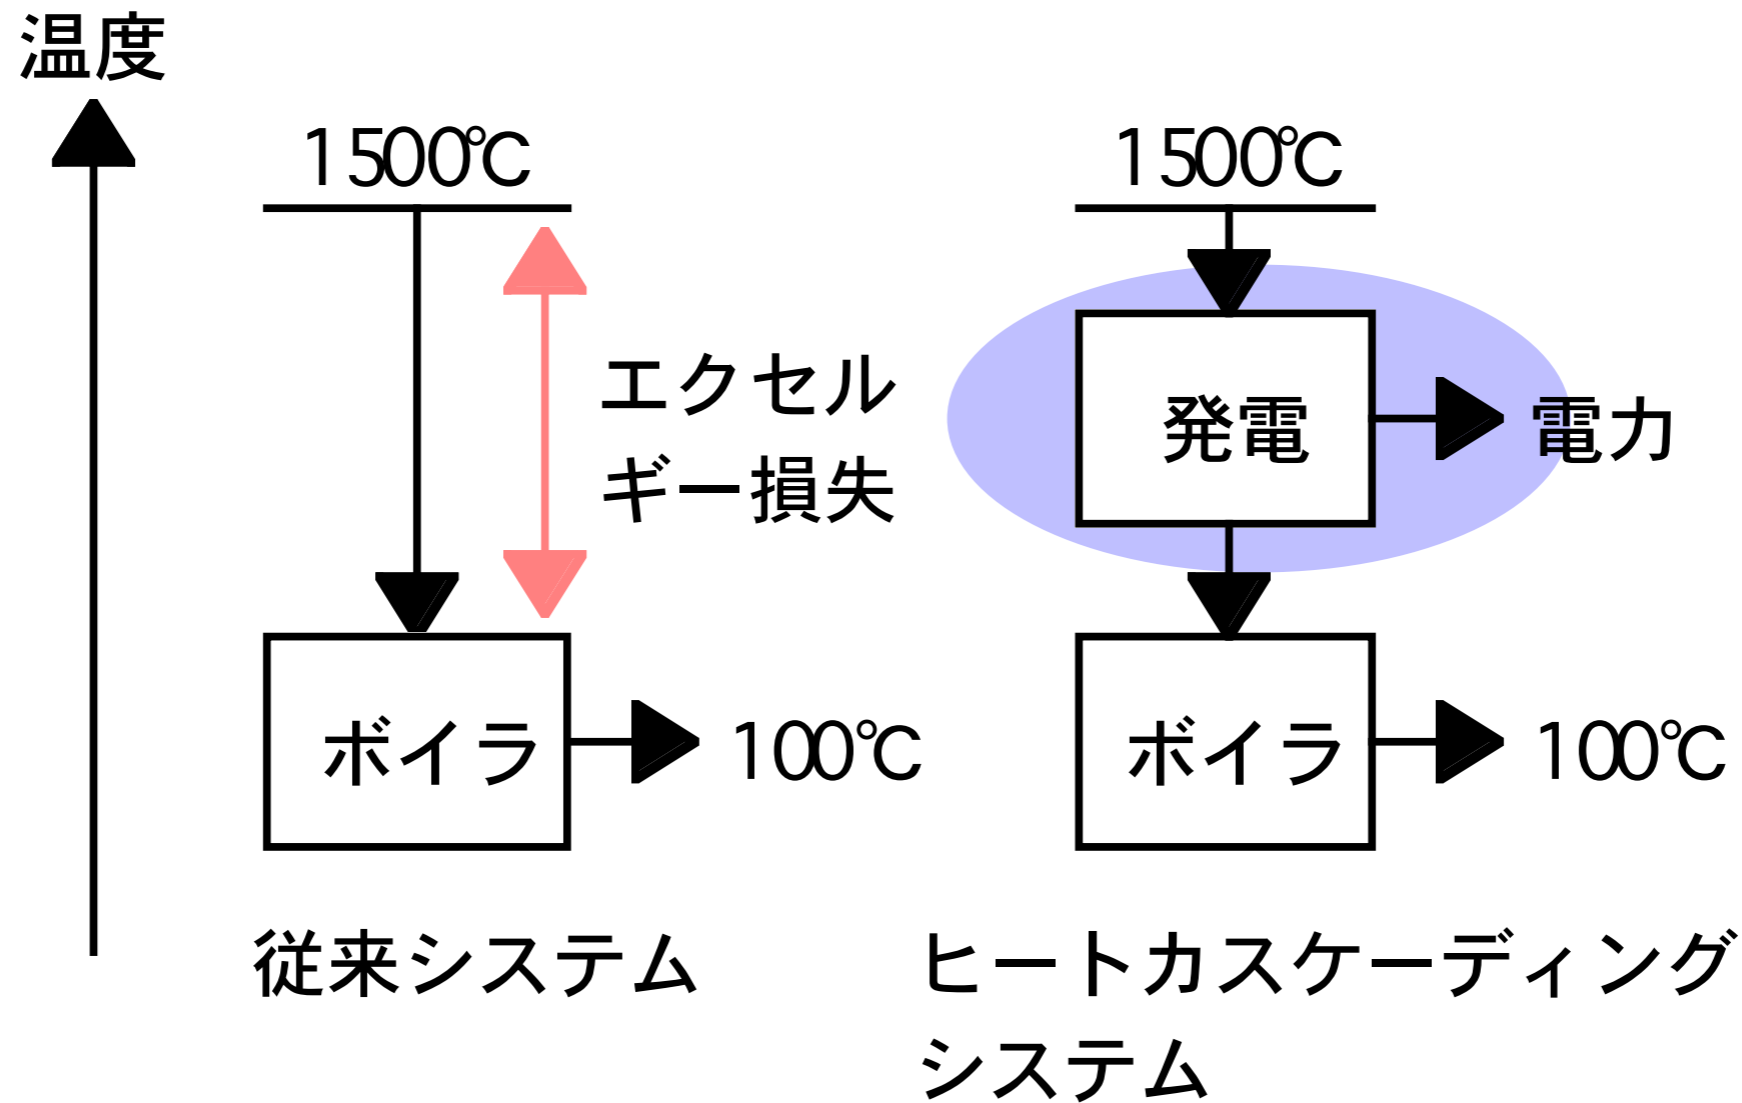 温度
1500℃
エクセル
ギー損失
ボイラ
100℃
従来システム
1500℃
発電
電力
ボイラ
100℃
ヒートカスケーディング
システム